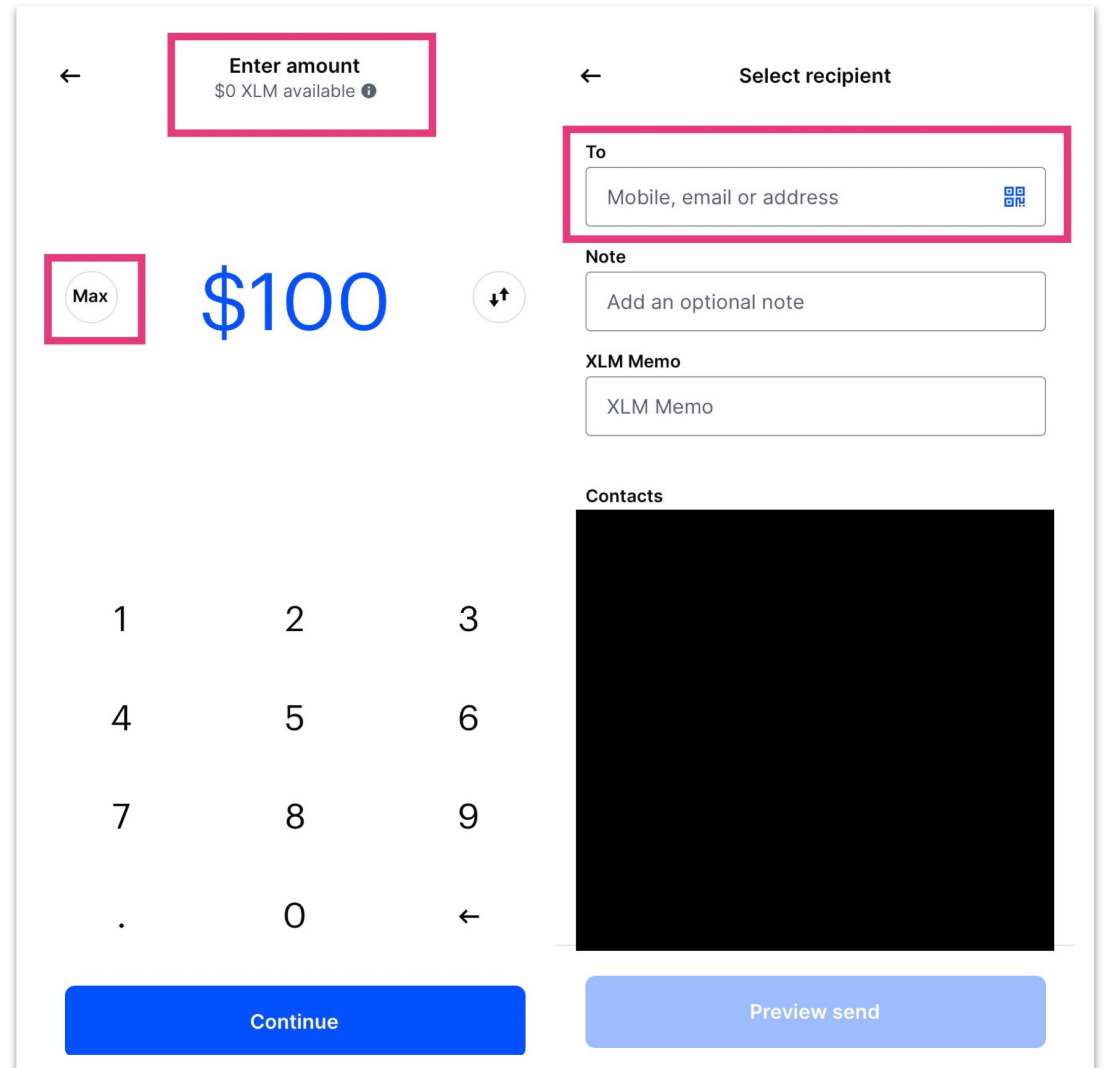 Enter amount
$0 XLM available
Max
$100
1 2 3
4 5 6
7 8 9
. 0
Continue
Select recipient
To
Mobile, email or address
Note
Add an optional note
XLM Memo
XLM Memo
Contacts
Preview send